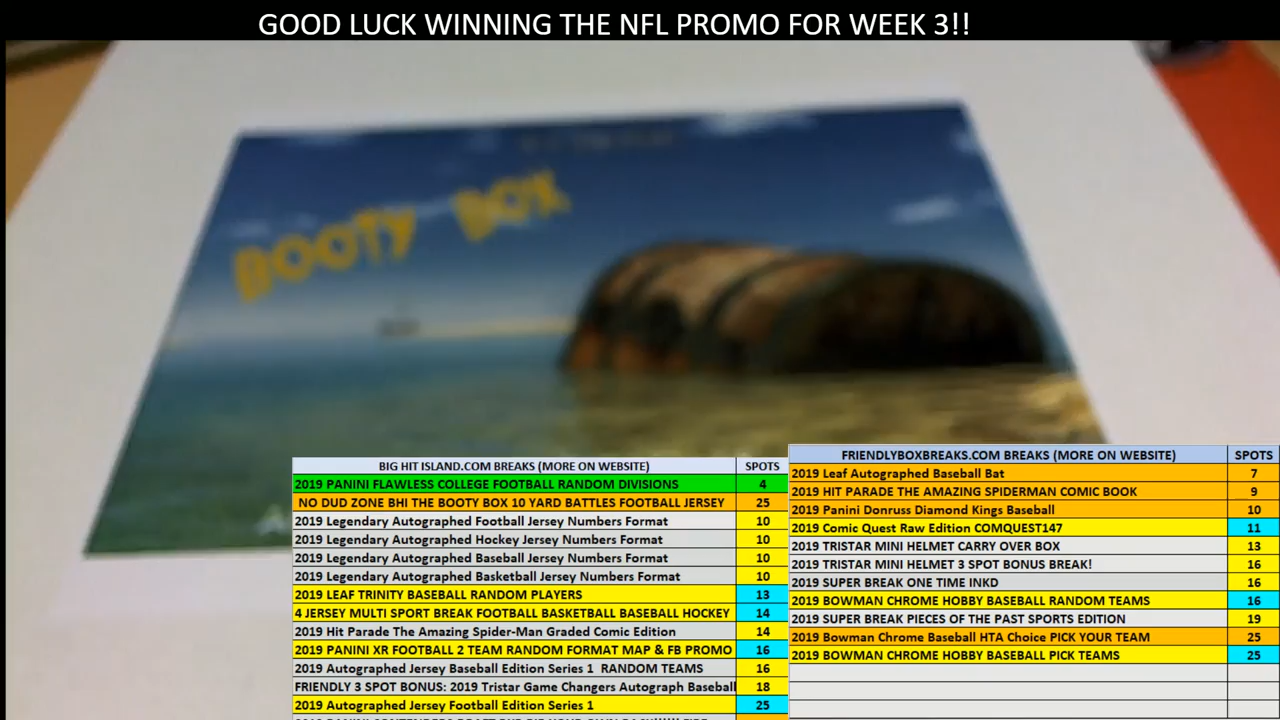 GOOD LUCK WINNING THE NFL PROMO FOR WEEK 3!!
BOOTY BOX
BIG HIT ISLAND.COM BREAKS (MORE ON WEBSITE) SPOTS
2019 PANINI FLAWLESS COLLEGE FOOTBALL RANDOM DIVISIONS 4
NO DUD ZONE BHI THE BOOTY BOX 10 YARD BATTLES FOOTBALL JERSEY 25
2019 Legendary Autographed Football Jersey Numbers Format 10
2019 Legendary Autographed Hockey Jersey Numbers Format 10
2019 Legendary Autographed Baseball Jersey Numbers Format 10
2019 Legendary Autographed Basketball Jersey Numbers Format 10
2019 LEAF TRINITY BASEBALL RANDOM PLAYERS 13
4 JERSEY MULTI SPORT BREAK FOOTBALL BASKETBALL BASEBALL HOCKEY 14
2019 Hit Parade The Amazing Spider-Man Graded Comic Edition 14
2019 PANINI XR FOOTBALL 2 TEAM RANDOM FORMAT MAP & FB PROMO 16
2019 Autographed Jersey Baseball Edition Series 1 RANDOM TEAMS 16
FRIENDLY 3 SPOT BONUS: 2019 Tristar Game Changers Autograph Baseball 18
2019 Autographed Jersey Football Edition Series 1 25
FRIENDLYBOXBREAKS.COM BREAKS (MORE ON WEBSITE) SPOTS
2019 Leaf Autographed Baseball Bat 7
2019 HIT PARADE THE AMAZING SPIDERMAN COMIC BOOK 9
2019 Panini Donruss Diamond Kings Baseball 10
2019 Comic Quest Raw Edition COMQUEST147 11
2019 TRISTAR MINI HELMET CARRY OVER BOX 13
2019 TRISTAR MINI HELMET 3 SPOT BONUS BREAK! 16
2019 SUPER BREAK ONE TIME INKD 16
2019 BOWMAN CHROME HOBBY BASEBALL RANDOM TEAMS 16
2019 SUPER BREAK PIECES OF THE PAST SPORTS EDITION 19
2019 Bowman Chrome Baseball HTA Choice PICK YOUR TEAM 25
2019 BOWMAN CHROME HOBBY BASEBALL PICK TEAMS 25